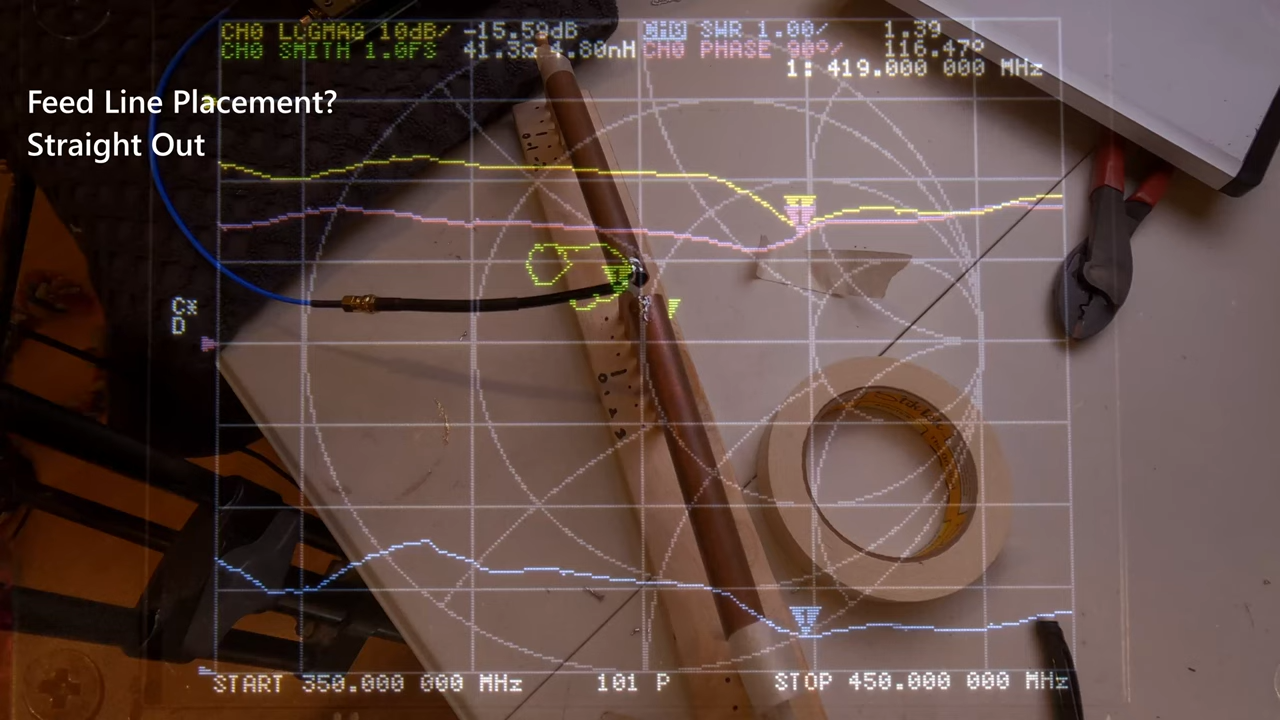 CH0 LOGMAG 10dB/ -15.59dB CH0 SWR 1.00/ 1.39
CH0 SMITH 1.0FS 41.3Ω 4.80nH CH0 PHASE 90°/ 116.47°
1: 419.000 000 MHz
Feed Line Placement?
Straight Out
C*
D
START 350.000 000 MHz 101 P STOP 450.000 000 MHz